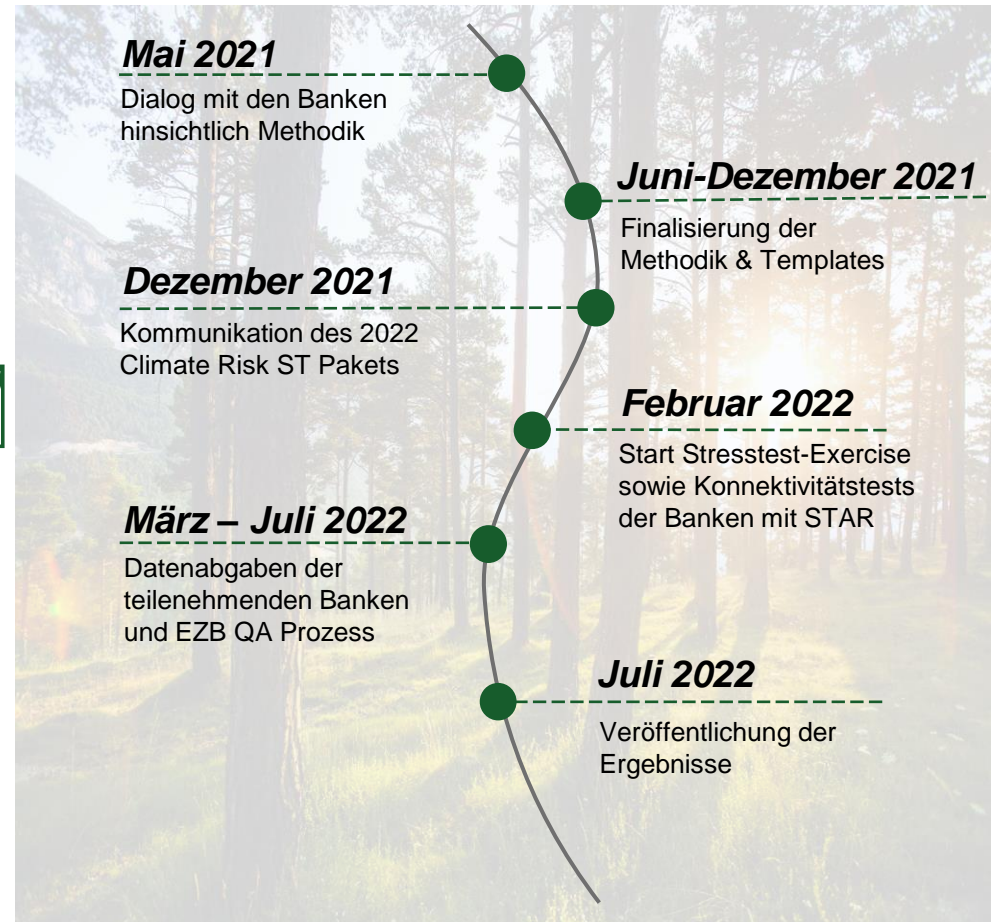 Mai 2021
Dialog mit den Banken
hinsichtlich Methodik
Juni-Dezember 2021
Finalisierung der
Methodik & Templates
Dezember 2021
Kommunikation des 2022
Climate Risk ST Pakets
Februar 2022
Start Stresstest-Exercise
sowie Konnektivitätstests
der Banken mit STAR
März – Juli 2022
Datenabgaben der
teilenehmenden Banken
und EZB QA Prozess
Juli 2022
Veröffentlichung der
Ergebnisse